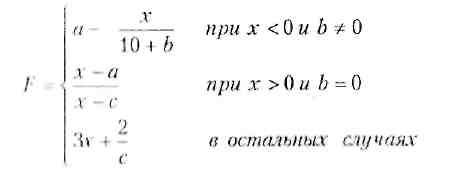 a - x / (10 + b) при x < 0 и b ≠ 0
F = { (x - a) / (x - c) при x > 0 и b = 0
3x + 2 / c в остальных случаях